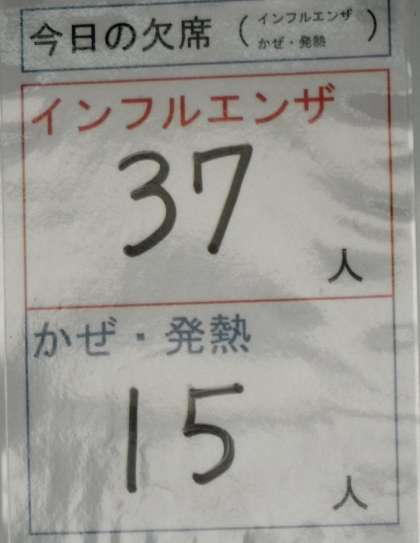 今日の欠席（インフルエンザ
かぜ・発熱）
インフルエンザ
37
人
かぜ・発熱
15
人